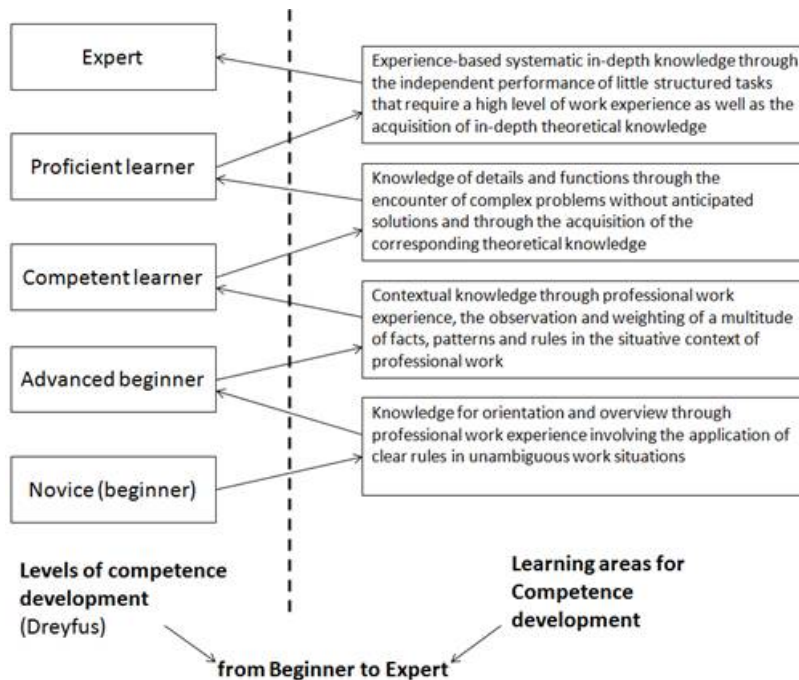 Expert
Experience-based systematic in-depth knowledge through
the independent performance of little structured tasks
that require a high level of work experience as well as the
acquisition of in-depth theoretical knowledge
Proficient learner
Knowledge of details and functions through the
encounter of complex problems without anticipated
solutions and through the acquisition of the
corresponding theoretical knowledge
Competent learner
Contextual knowledge through professional work
experience, the observation and weighting of a multitude
of facts, patterns and rules in the situative context of
professional work
Advanced beginner
Knowledge for orientation and overview through
professional work experience involving the application of
clear rules in unambiguous work situations
Novice (beginner)
Levels of competence
development
(Dreyfus)
Learning areas for
Competence
development
from Beginner to Expert